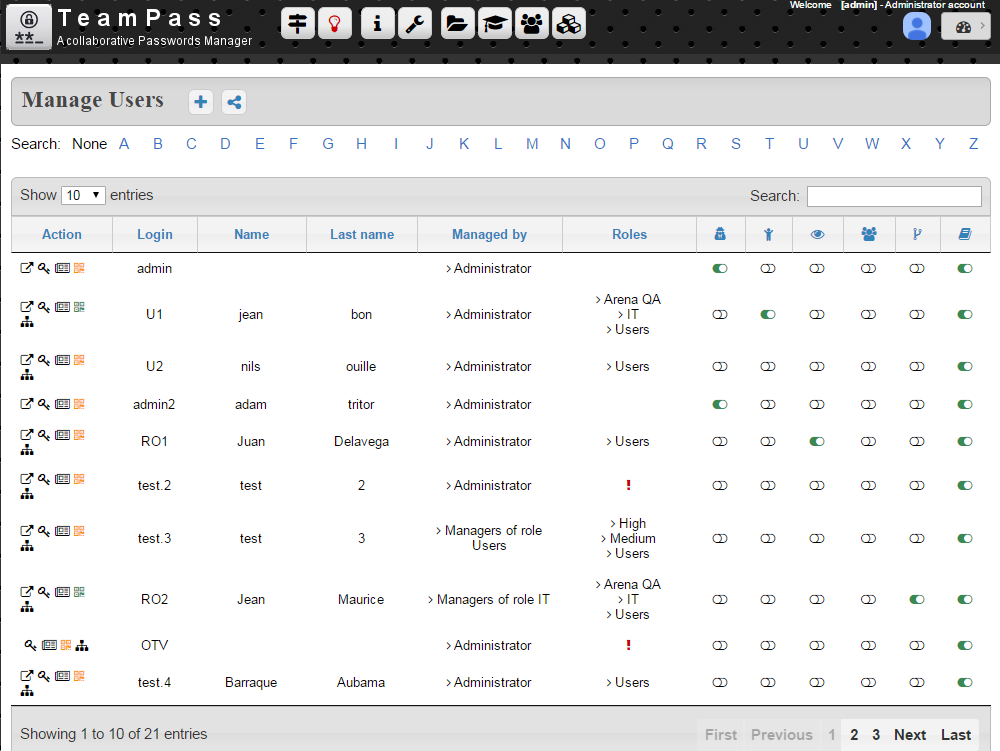 Welcome [admin] - Administrator account
TeamPass
A collaborative Passwords Manager
**_
Manage Users
Search: None A B C D E F G H I J K L M N O P Q R S T U V W X Y Z
Show 10 entries Search:
Action Login Name Last name Managed by Roles
admin > Administrator
U1 jean bon > Administrator > Arena QA
> IT
> Users
U2 nils ouille > Administrator > Users
admin2 adam tritor > Administrator
RO1 Juan Delavega > Administrator > Users
test.2 test 2 > Administrator !
test.3 test 3 > Managers of role
Users > High
> Medium
> Users
RO2 Jean Maurice > Managers of role IT > Arena QA
> IT
> Users
OTV > Administrator !
test.4 Barraque Aubama > Administrator > Users
Showing 1 to 10 of 21 entries First Previous 1 2 3 Next Last